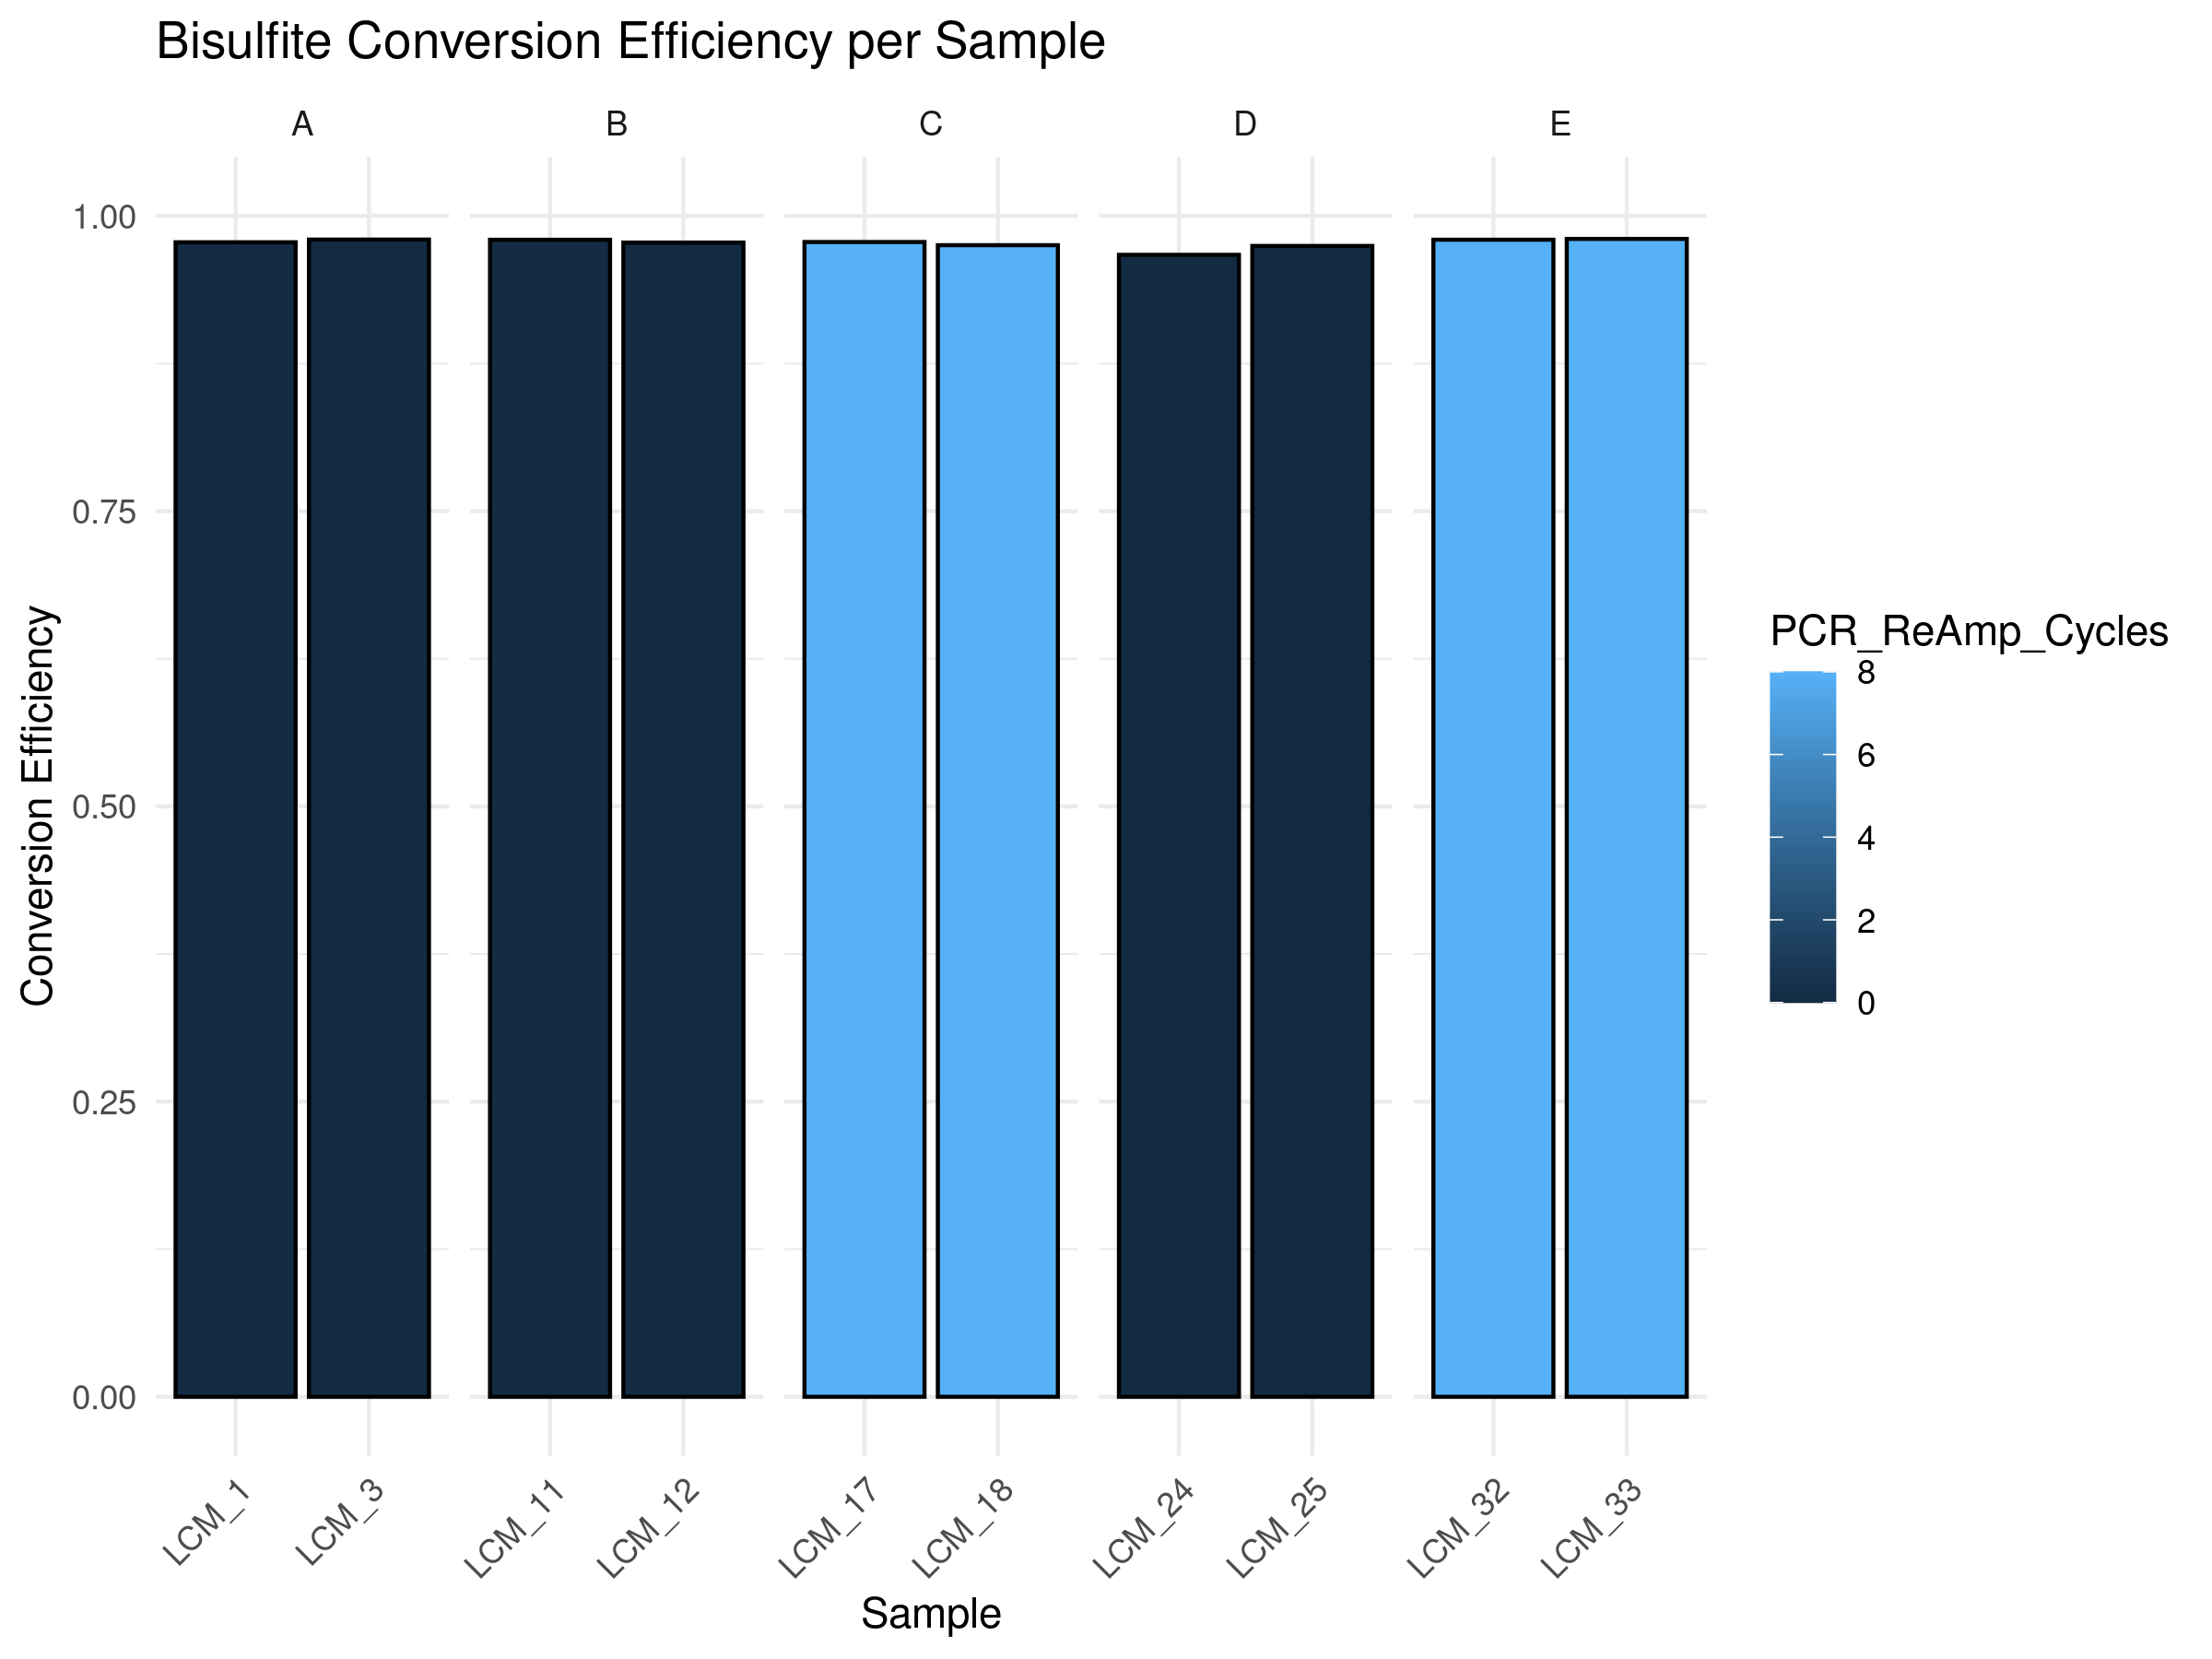 Bisulfite Conversion Efficiency per Sample
A B C D E
1.00
0.75
0.50
0.25
0.00
Conversion Efficiency
LCM_1 LCM_3 LCM_11 LCM_12 LCM_17 LCM_18 LCM_24 LCM_25 LCM_32 LCM_33
Sample
PCR_ReAmp_Cycles
8
6
4
2
0